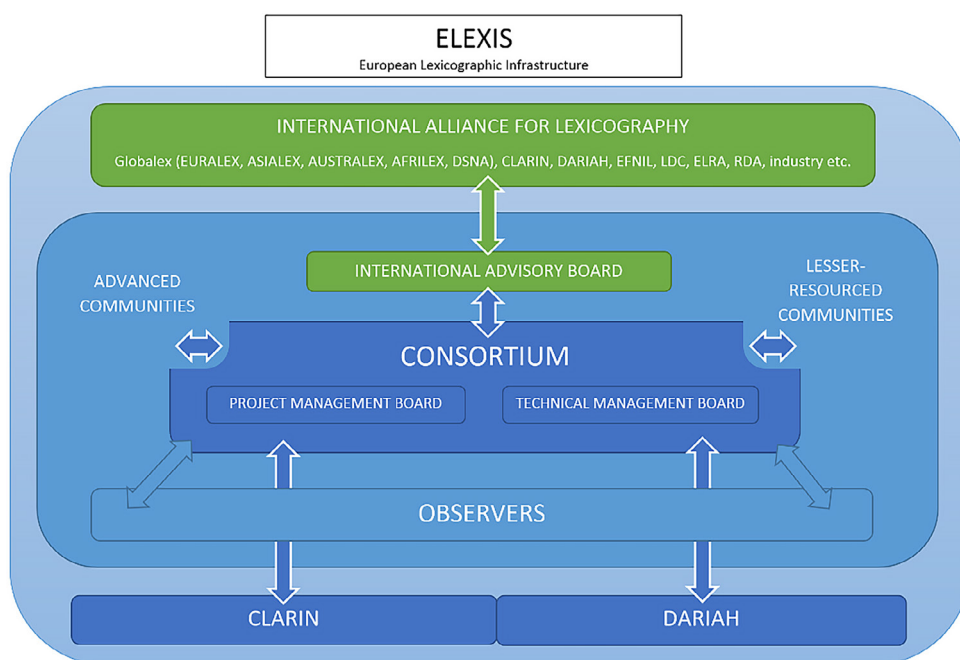 ELEXIS
European Lexicographic Infrastructure
INTERNATIONAL ALLIANCE FOR LEXICOGRAPHY
Globalex (EURALEX, ASIALEX, AUSTRALEX, AFRILEX, DSNA), CLARIN, DARIAH, EFNIL, LDC, ELRA, RDA, industry etc.
INTERNATIONAL ADVISORY BOARD
ADVANCED
COMMUNITIES
LESSER-
RESOURCED
COMMUNITIES
CONSORTIUM
PROJECT MANAGEMENT BOARD
TECHNICAL MANAGEMENT BOARD
OBSERVERS
CLARIN
DARIAH